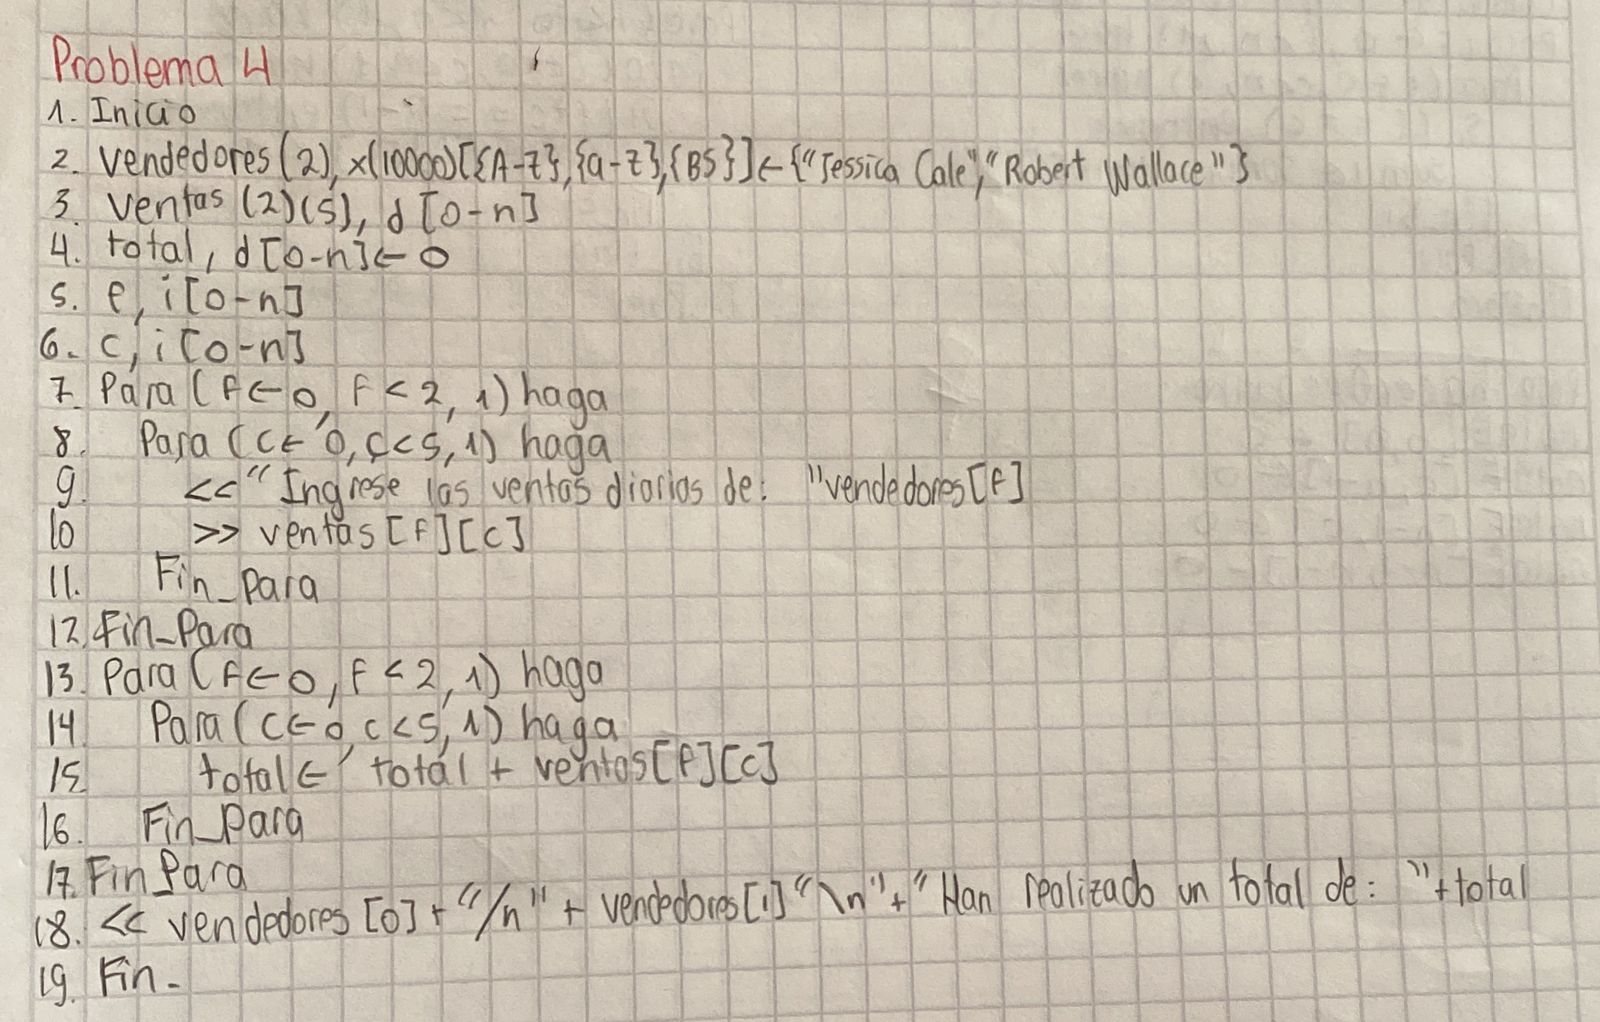 Problema 4
1. Inicio
2. vendedores(2), x(10000)[{A-Z},{a-z},{BS}]←{"Jessica Cale","Robert Wallace"}
3. ventas (2)(5), d[0-n]
4. total, d[0-n]←0
5. f, i[0-n]
6. c, i[0-n]
7. Para (f←0, f<2, 1) haga
8. Para (c←0, c<5, 1) haga
9. <<"Ingrese las ventas diarias de: "vendedores[f]
10 >> ventas[f][c]
11. Fin_para
12. Fin_Para
13. Para (f←0, f<2, 1) haga
14 Para (c←0, c<5, 1) haga
15. total← total + ventas[f][c]
16. Fin_para
17. Fin_Para
18. << vendedores [0]+"/n" + vendedores[1]"\n"+"Han realizado un total de: "+total
19. Fin.